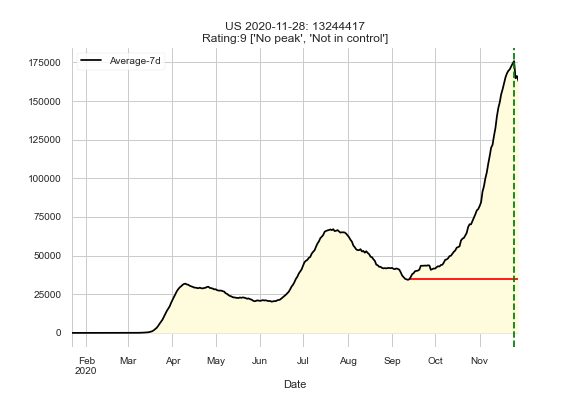 US 2020-11-28: 13244417
Rating:9 ['No peak', 'Not in control']
Average-7d
175000
150000
125000
100000
75000
50000
25000
0
Feb Mar Apr May Jun Jul Aug Sep Oct Nov
2020
Date